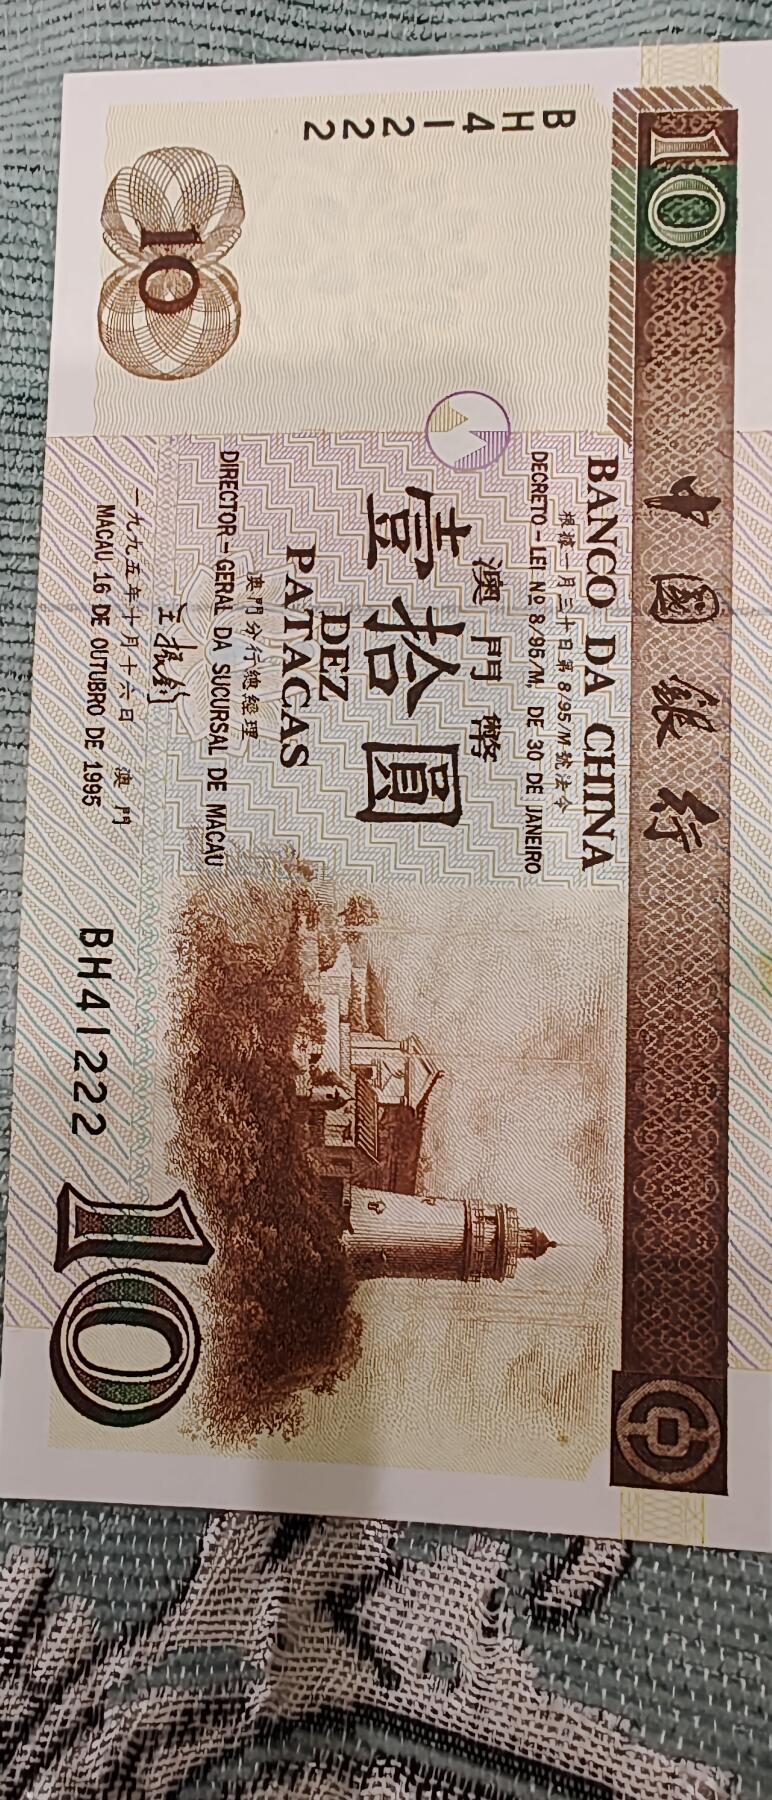 10
中國銀行
BANCO DA CHINA
根據一月三十日第8/95/M號法令
DECRETO-LEI Nº 8/95/M, DE 30 DE JANEIRO
BH41222
澳門幣
壹拾圓
DEZ
PATACAS
澳門分行總經理
DIRECTOR-GERAL DA SUCURSAL DE MACAU
王振鈞
一九九五年十月十六日 澳門
MACAU, 16 DE OUTUBRO DE 1995
10
BH41222
10